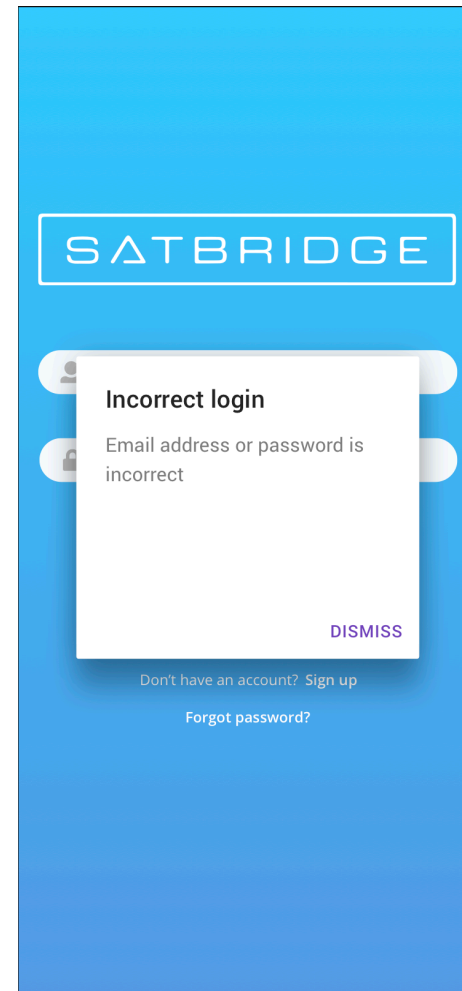 SATBRIDGE
Incorrect login
Email address or password is
incorrect
DISMISS
Don't have an account? Sign up
Forgot password?